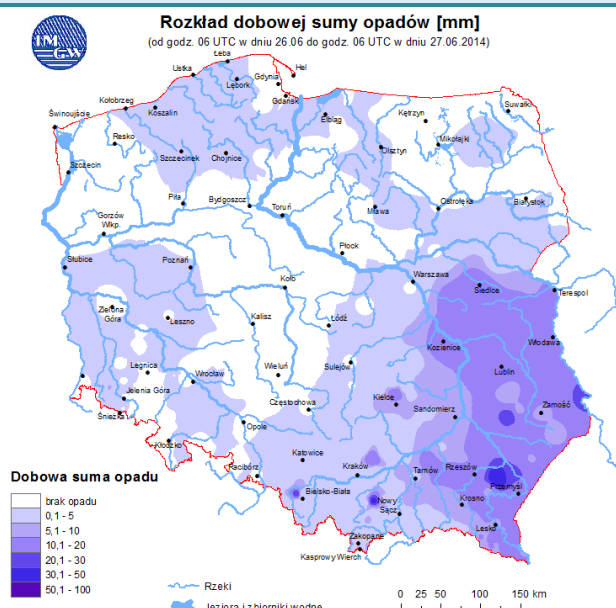 Rozkład dobowej sumy opadów [mm]
(od godz. 06 UTC w dniu 26.06 do godz. 06 UTC w dniu 27.06.2014)
IM
GW
Łeba
Ustka
Hel
Lębork
Gdynia
Gdańsk
Kołobrzeg
Koszalin
Suwałki
Świnoujście
Elbląg
Kętrzyn
Resko
Mikołajki
Szczecinek
Chojnice
Olsztyn
Szczecin
Piła
Bydgoszcz
Toruń
Mława
Ostrołęka
Białystok
Gorzów
Wlkp.
Płock
Słubice
Poznań
Warszawa
Koło
Siedlce
Terespol
Zielona
Góra
Leszno
Kalisz
Łódź
Kozienice
Włodawa
Legnica
Wrocław
Wieluń
Sulejów
Lublin
Jelenia Góra
Częstochowa
Kielce
Sandomierz
Zamość
Śnieżka
Opole
Kłodzko
Katowice
Racibórz
Kraków
Tarnów
Rzeszów
Przemyśl
Bielsko-Biała
Nowy
Sącz
Krosno
Lesko
Zakopane
Kasprowy Wierch
Dobowa suma opadu
brak opadu
0,1 - 5
5,1 - 10
10,1 - 20
20,1 - 30
30,1 - 50
50,1 - 100
Rzeki
Jeziora i zbiorniki wodne
0 25 50 100 150 km